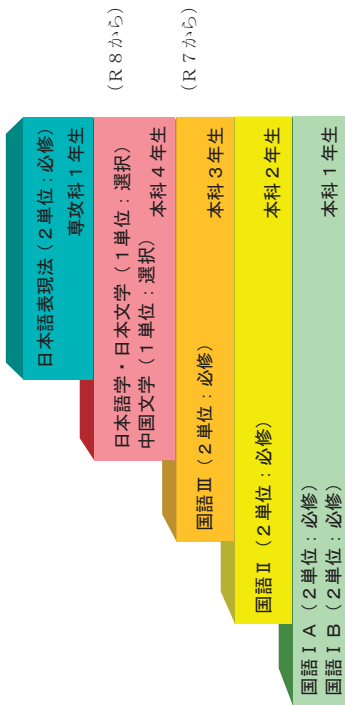 日本語表現法（２単位：必修）
専攻科１年生
日本語学・日本文学（１単位：選択）
中国文学（１単位：選択）
本科４年生
（Ｒ８から）
国語Ⅲ（２単位：必修）
本科３年生
（Ｒ７から）
国語Ⅱ（２単位：必修）
本科２年生
国語ＩＡ（２単位：必修）
国語ＩＢ（２単位：必修）
本科１年生